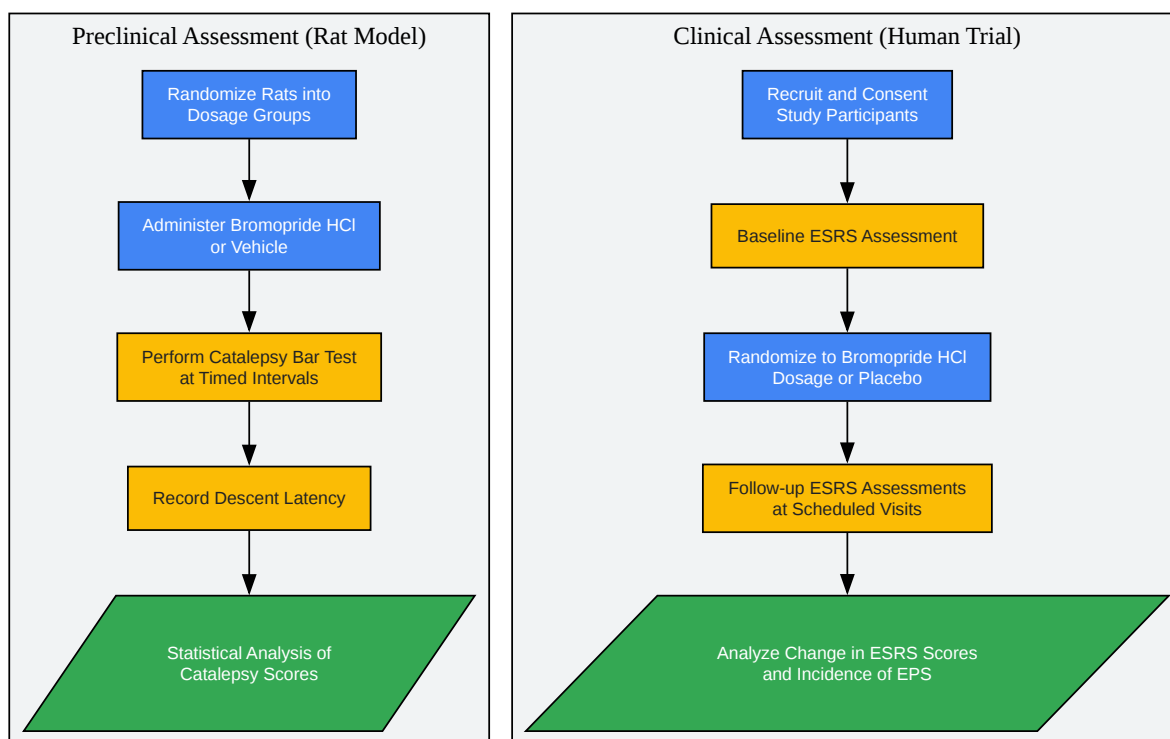 Preclinical Assessment (Rat Model)
Randomize Rats into
Dosage Groups
Administer Bromopride HCl
or Vehicle
Perform Catalepsy Bar Test
at Timed Intervals
Record Descent Latency
Statistical Analysis of
Catalepsy Scores
Clinical Assessment (Human Trial)
Recruit and Consent
Study Participants
Baseline ESRS Assessment
Randomize to Bromopride HCl
Dosage or Placebo
Follow-up ESRS Assessments
at Scheduled Visits
Analyze Change in ESRS Scores
and Incidence of EPS